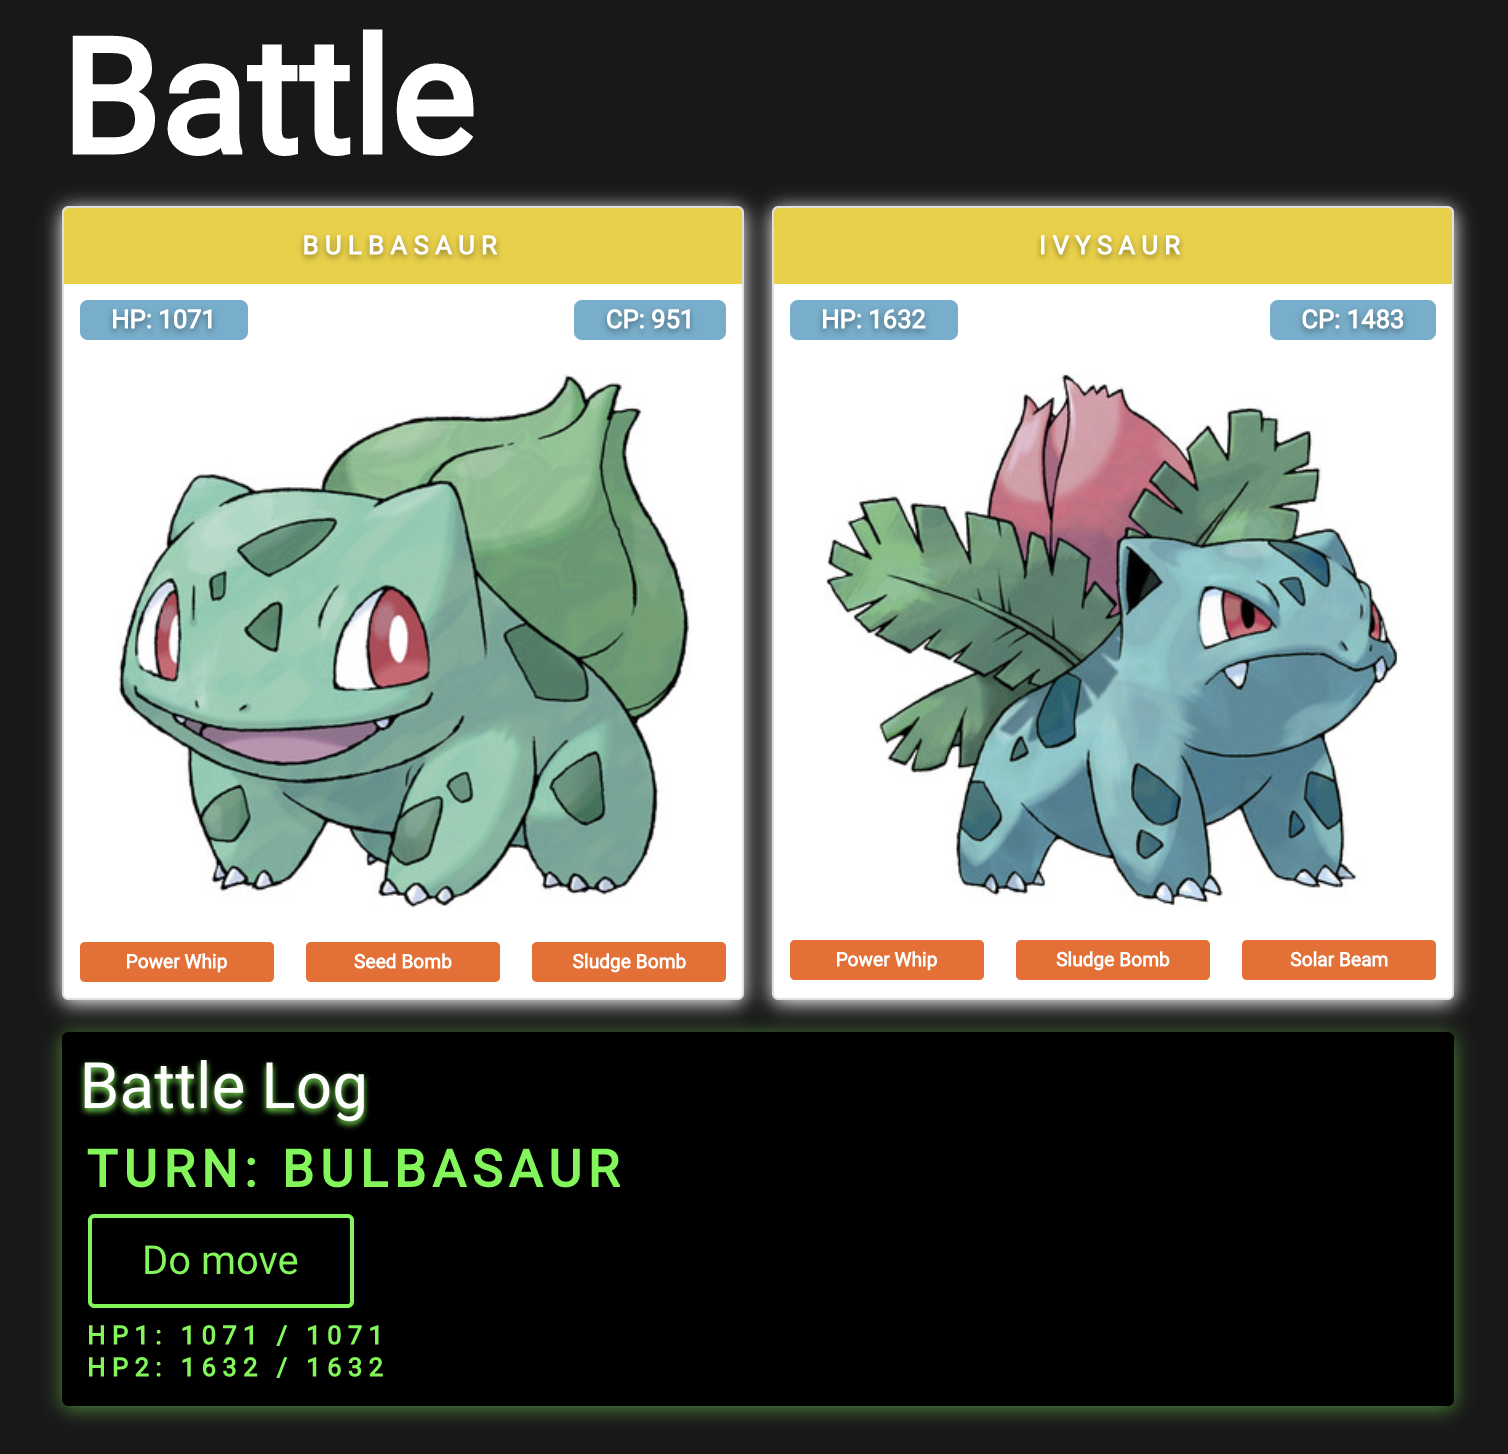 Battle
BULBASAUR
HP: 1071 CP: 951
Power Whip Seed Bomb Sludge Bomb
IVYSAUR
HP: 1632 CP: 1483
Power Whip Sludge Bomb Solar Beam
Battle Log
TURN: BULBASAUR
Do move
HP1: 1071 / 1071
HP2: 1632 / 1632